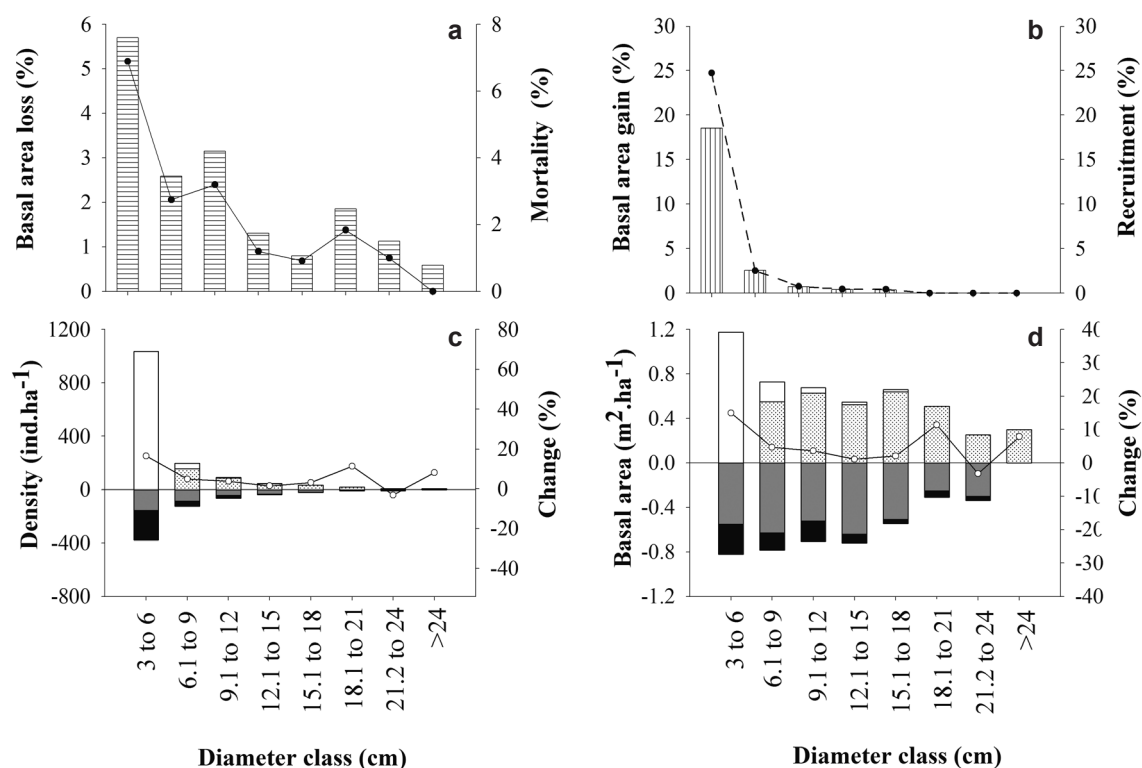 a
Basal area loss (%)
6
5
4
3
2
1
0
8
6
4
2
0
Mortality (%)
b
Basal area gain (%)
30
25
20
15
10
5
0
30
25
20
15
10
5
0
Recruitment (%)
c
Density (ind.ha-1)
1200
800
400
0
-400
-800
80
60
40
20
0
-20
-40
Change (%)
3 to 6
6.1 to 9
9.1 to 12
12.1 to 15
15.1 to 18
18.1 to 21
21.2 to 24
>24
Diameter class (cm)
d
Basal area (m2.ha-1)
1.2
0.8
0.4
0.0
-0.4
-0.8
-1.2
40
30
20
10
0
-10
-20
-30
-40
Change (%)
3 to 6
6.1 to 9
9.1 to 12
12.1 to 15
15.1 to 18
18.1 to 21
21.2 to 24
>24
Diameter class (cm)